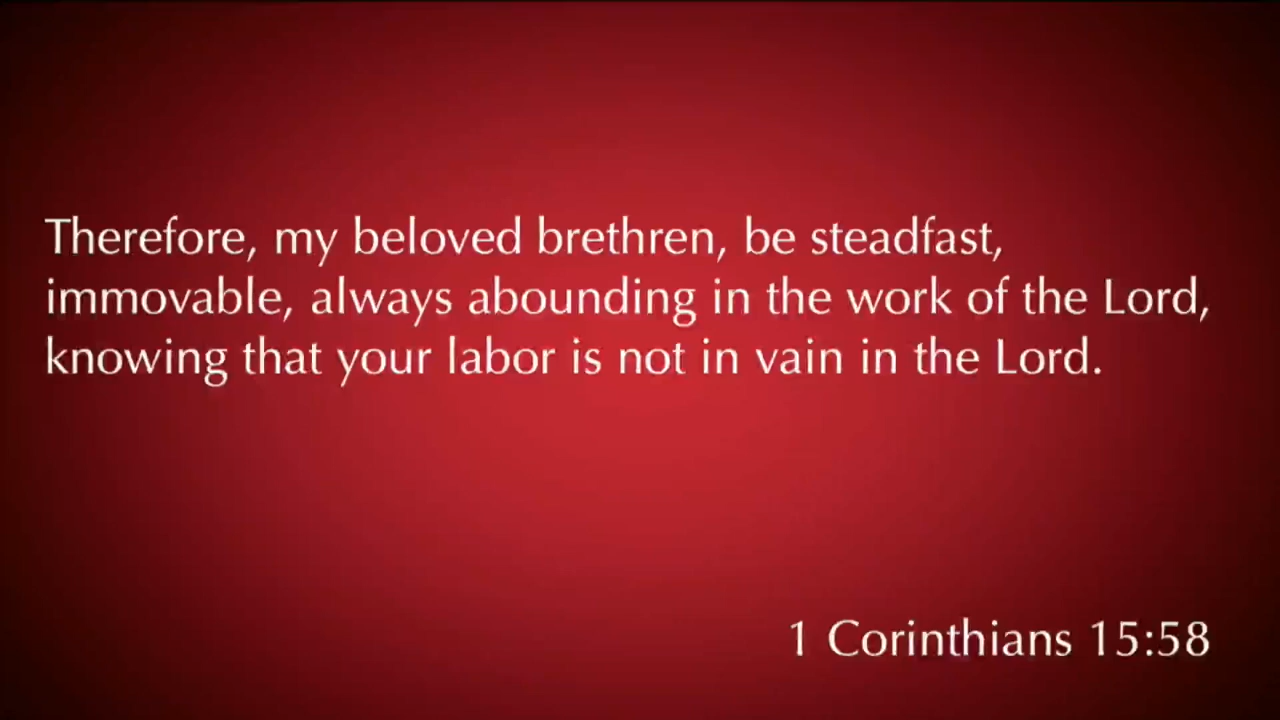 Therefore, my beloved brethren, be steadfast,
immovable, always abounding in the work of the Lord,
knowing that your labor is not in vain in the Lord.
1 Corinthians 15:58